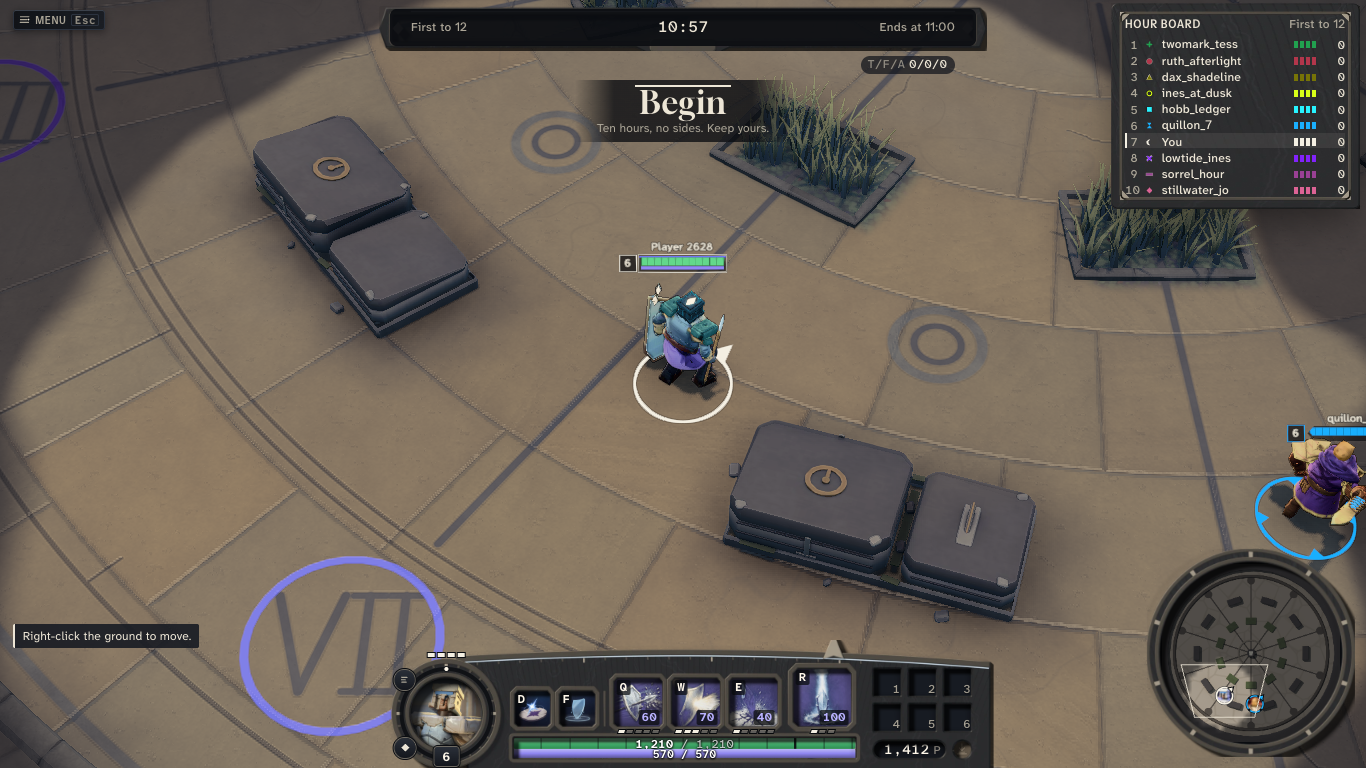 MENU Esc
First to 12
10:57
Ends at 11:00
T/F/A 0/0/0
Begin
Ten hours, no sides. Keep yours.
HOUR BOARD First to 12
1 twomark_tess 0
2 ruth_afterlight 0
3 dax_shadeline 0
4 ines_at_dusk 0
5 hobb_ledger 0
6 quillon_7 0
7 You 0
8 lowtide_ines 0
9 sorrel_hour 0
10 stillwater_jo 0
Player 2628
6
quillon_
6
VII
Right-click the ground to move.
D F Q 60 W 70 E 40 R 100
1 2 3
4 5 6
1,210 / 1,210
570 / 570
6
1,412 P